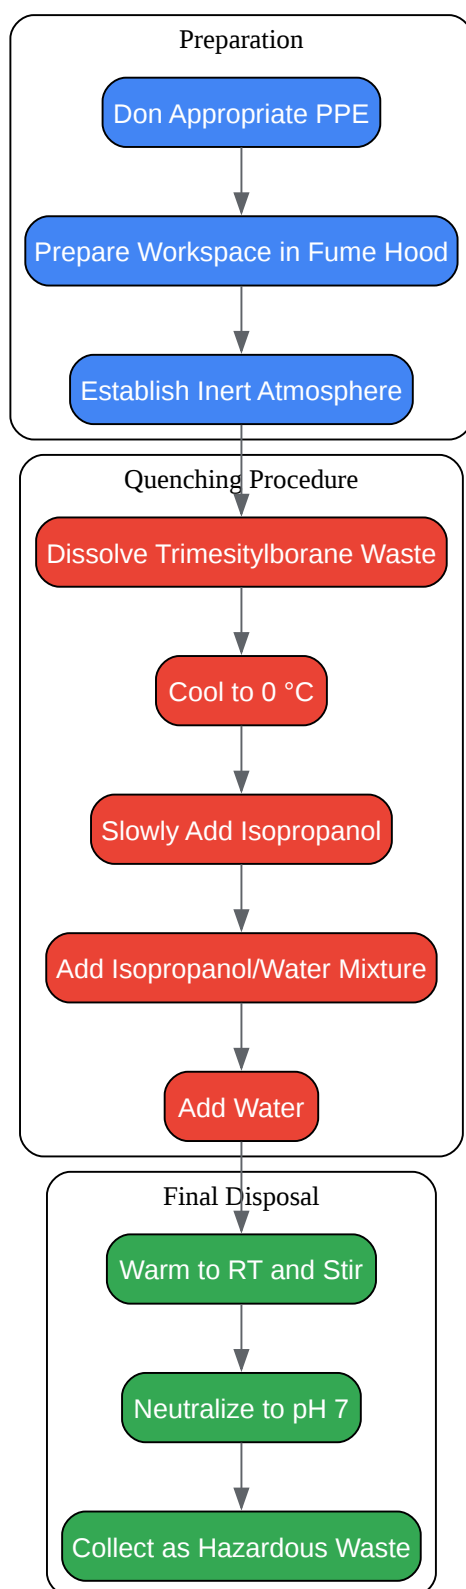 Preparation
Don Appropriate PPE
Prepare Workspace in Fume Hood
Establish Inert Atmosphere
Quenching Procedure
Dissolve Trimesitylborane Waste
Cool to 0 °C
Slowly Add Isopropanol
Add Isopropanol/Water Mixture
Add Water
Final Disposal
Warm to RT and Stir
Neutralize to pH 7
Collect as Hazardous Waste